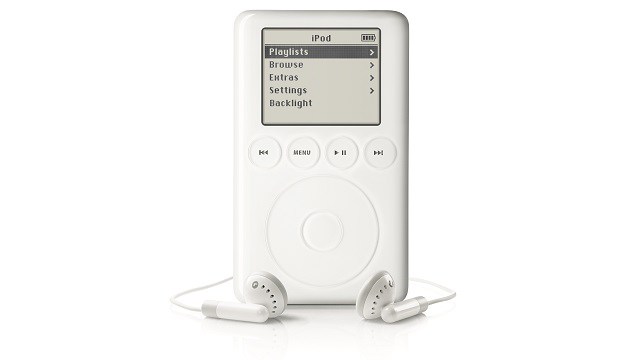 iPod
Playlists
Browse
Extras
Settings
Backlight
MENU